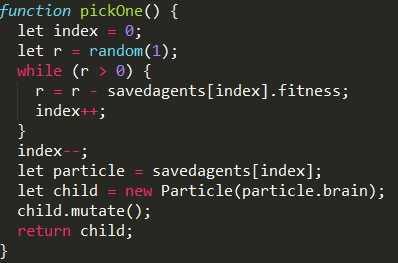 function pickOne() {
  let index = 0;
  let r = random(1);
  while (r > 0) {
    r = r - savedagents[index].fitness;
    index++;
  }
  index--;
  let particle = savedagents[index];
  let child = new Particle(particle.brain);
  child.mutate();
  return child;
}